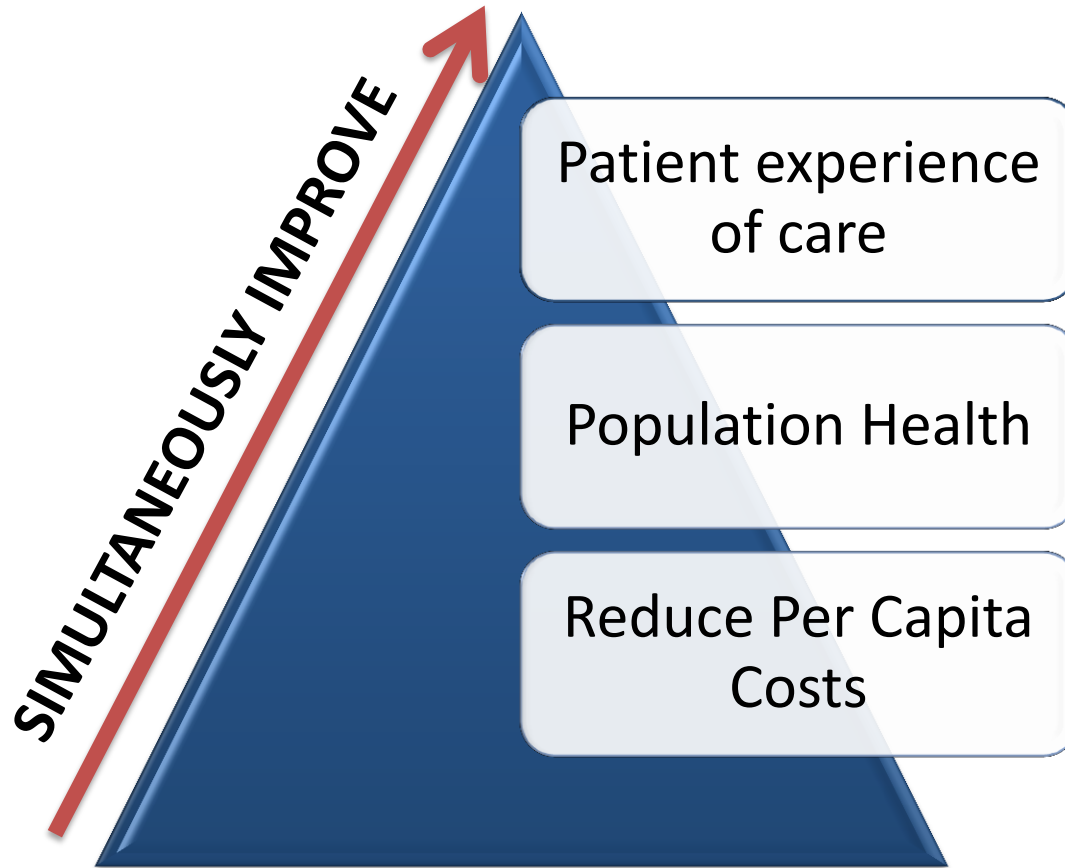 SIMULTANEOUSLY IMPROVE
Patient experience
of care
Population Health
Reduce Per Capita
Costs